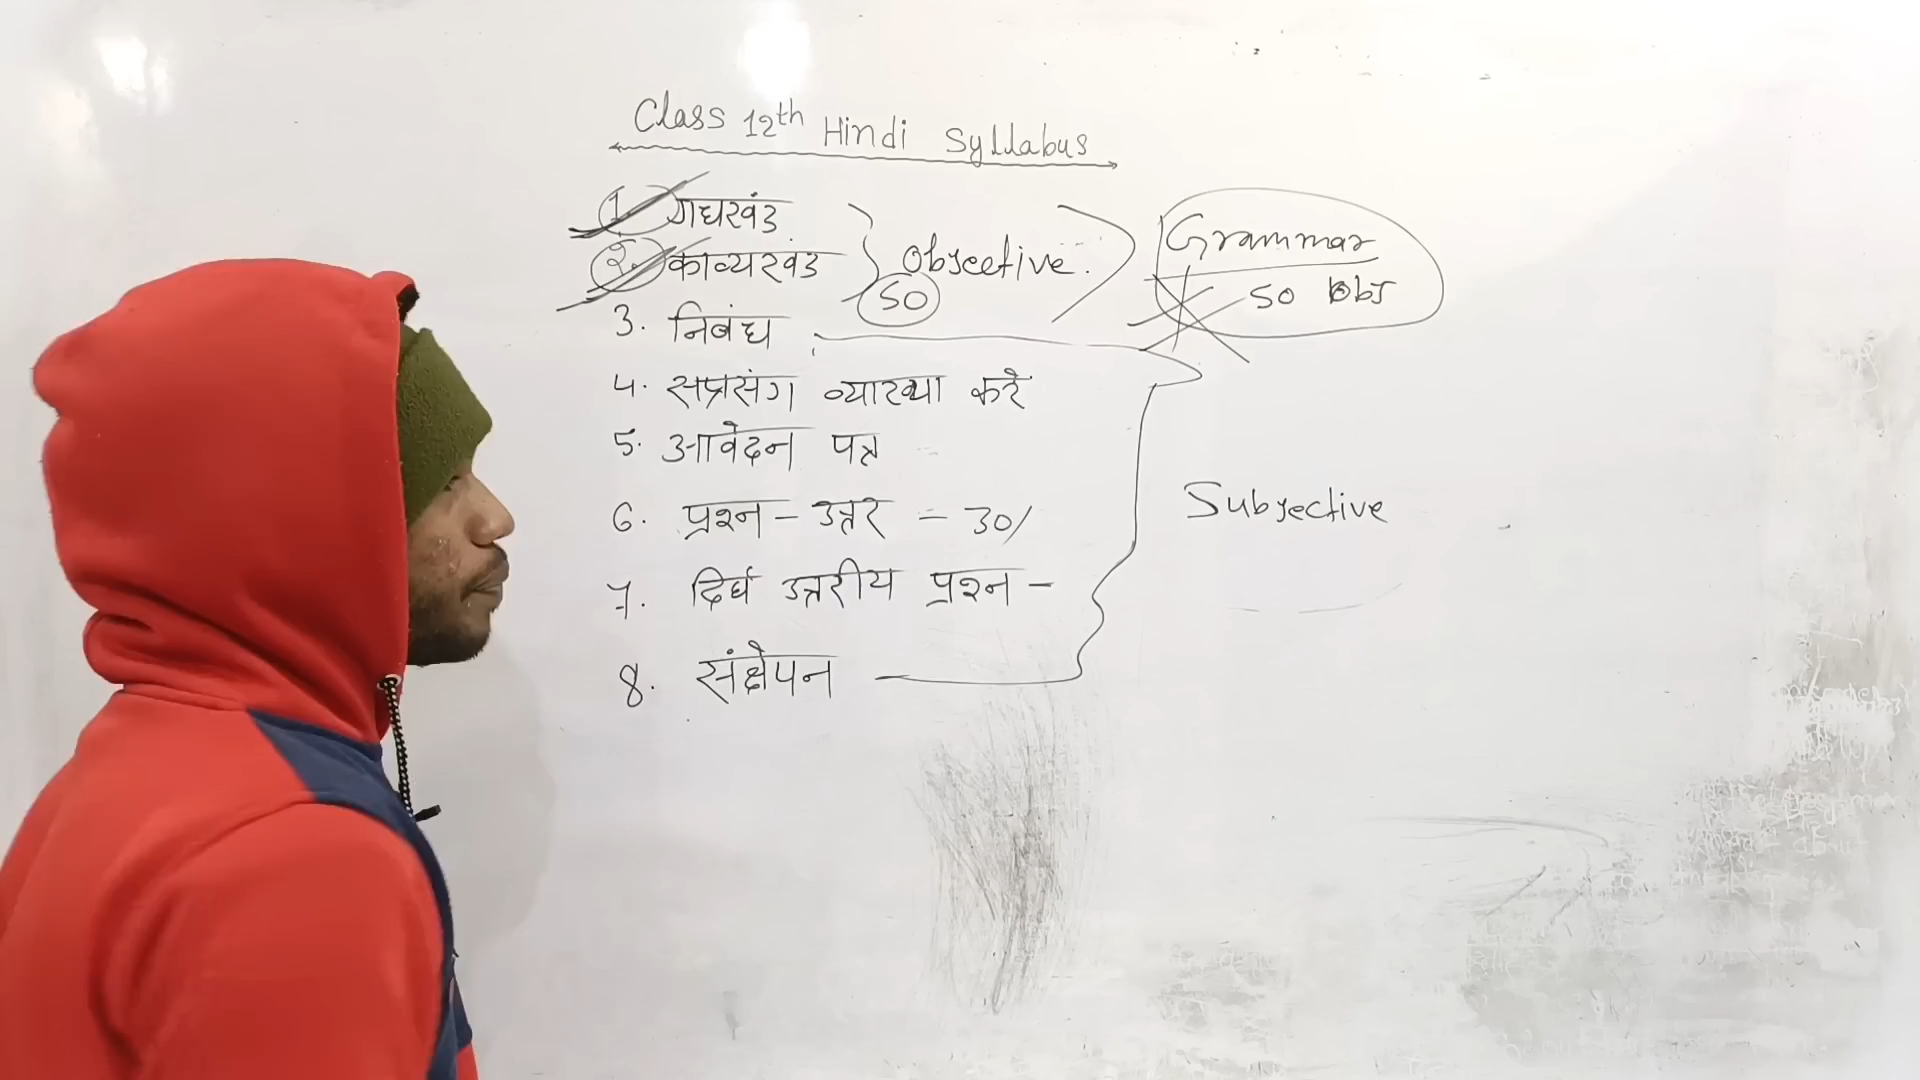 Class 12th Hindi Syllabus
1. गद्यखंड
2. काव्यखंड } Objective.
50
Grammar
50 Obj
3. निबंध
4. सप्रसंग व्याख्या करे
5. आवेदन पत्र
6. प्रश्न - उत्तर - 30/
Subjective
7. दिर्घ उत्तरीय प्रश्न -
8. संक्षेपन